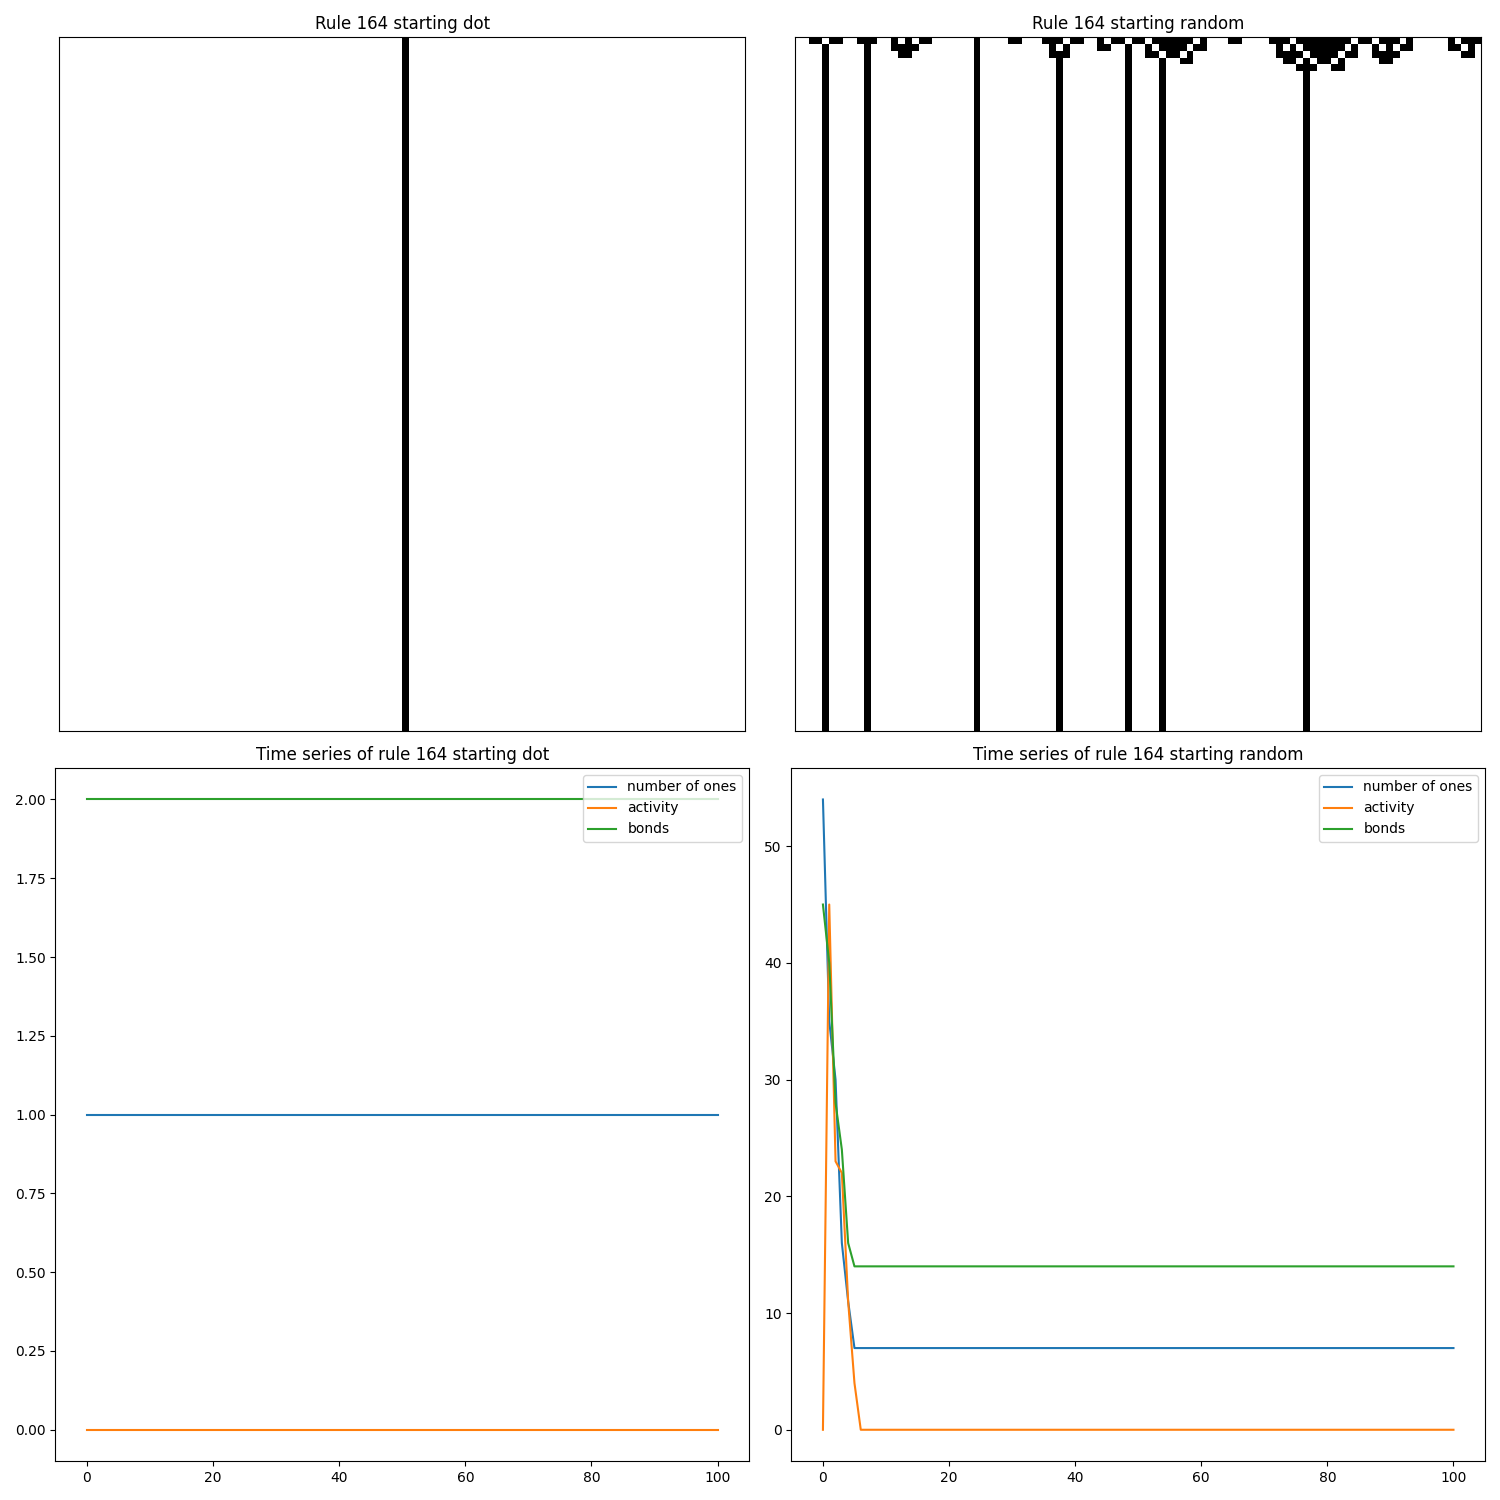 Rule 164 starting dot
Rule 164 starting random
Time series of rule 164 starting dot
2.00
1.75
1.50
1.25
1.00
0.75
0.50
0.25
0.00
0
20
40
60
80
100
number of ones
activity
bonds
Time series of rule 164 starting random
50
40
30
20
10
0
0
20
40
60
80
100
number of ones
activity
bonds